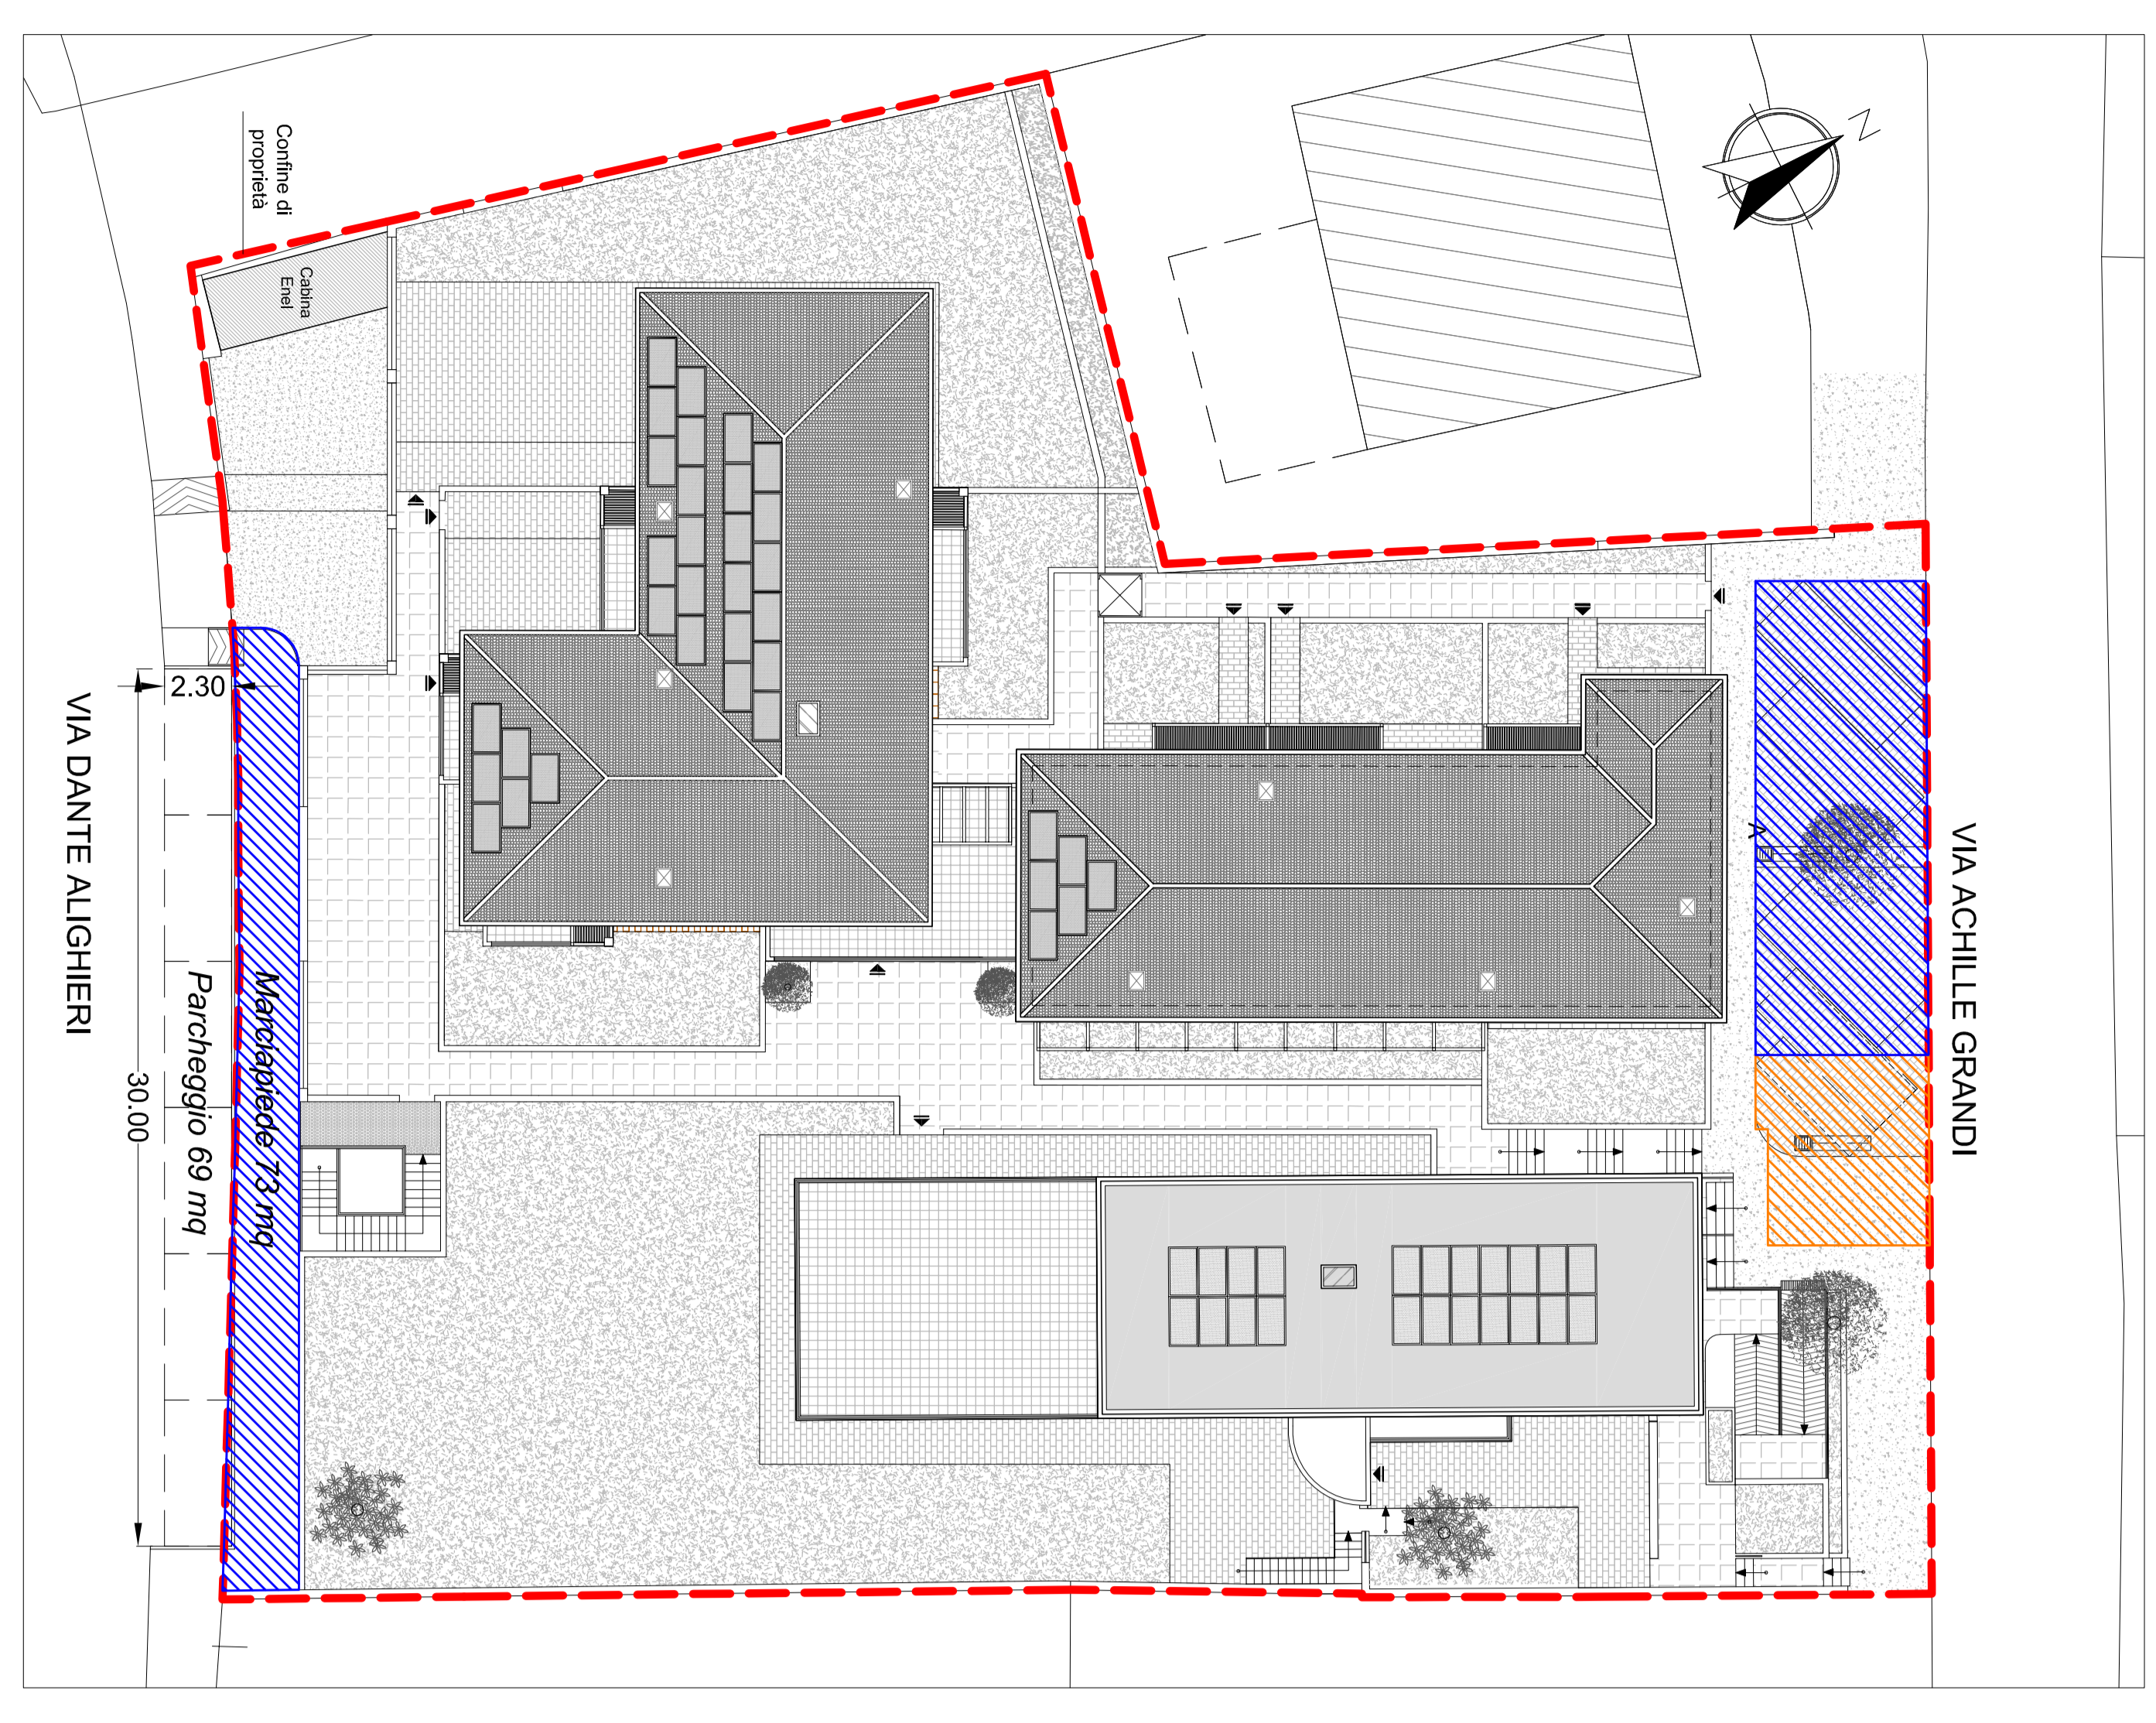 Confine di
proprietà
N
Cabina
Enel
2.30
VIA DANTE ALIGHIERI
30.00
Parcheggio 69 mq
Marciapiede 73 mq
A
VIA ACHILLE GRANDI